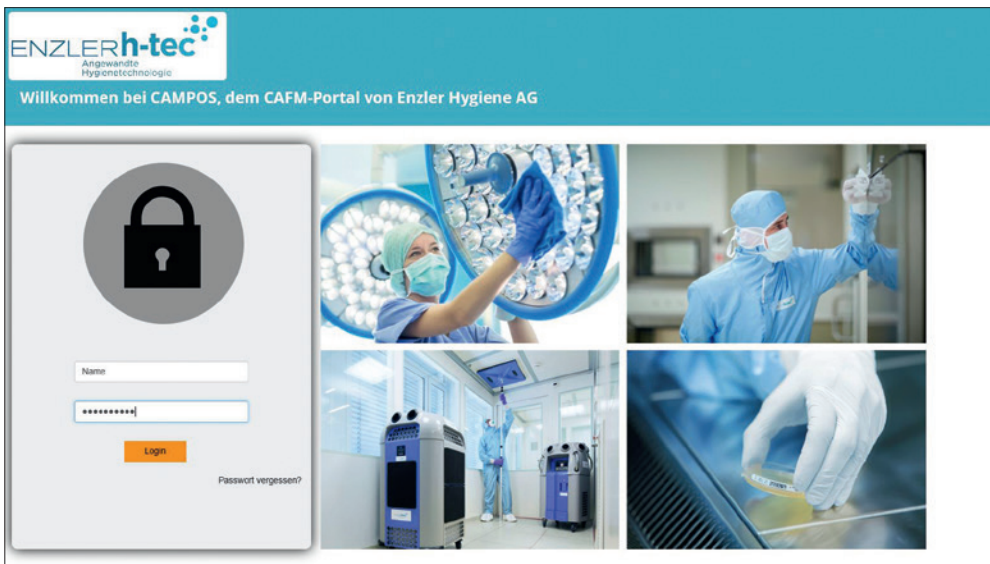 ENZLERh-tec
Angewandte
Hygienetechnologie
Willkommen bei CAMPOS, dem CAFM-Portal von Enzler Hygiene AG
Name
••••••••••
Login
Passwort vergessen?